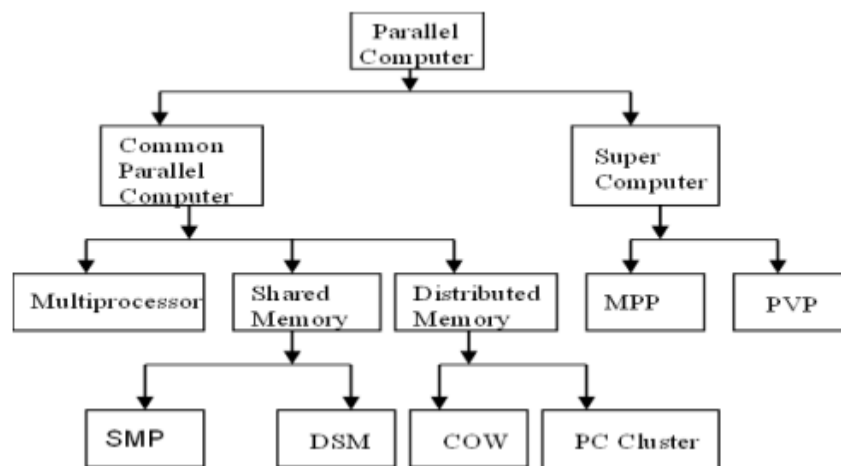 Parallel
Computer
Common
Parallel
Computer
Super
Computer
Multiprocessor
Shared
Memory
Distributed
Memory
MPP
PVP
SMP
DSM
COW
PC Cluster